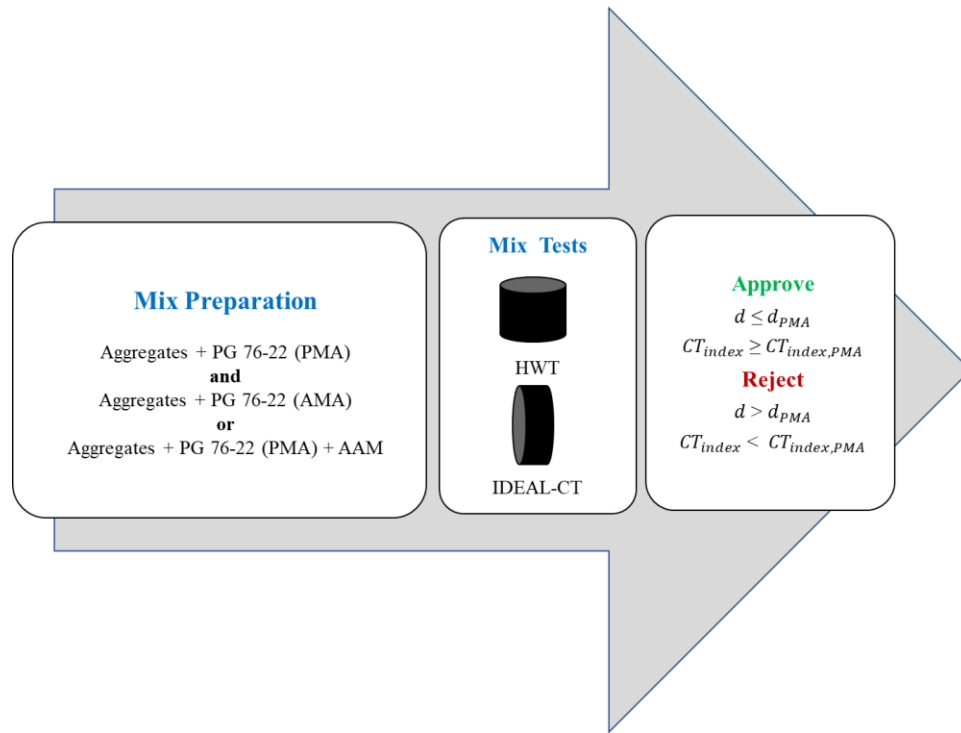 Mix Preparation
Aggregates + PG 76-22 (PMA)
and
Aggregates + PG 76-22 (AMA)
or
Aggregates + PG 76-22 (PMA) + AAM
Mix Tests
HWT
IDEAL-CT
Approve
d ≤ d_PMA
CT_index ≥ CT_index,PMA
Reject
d > d_PMA
CT_index < CT_index,PMA